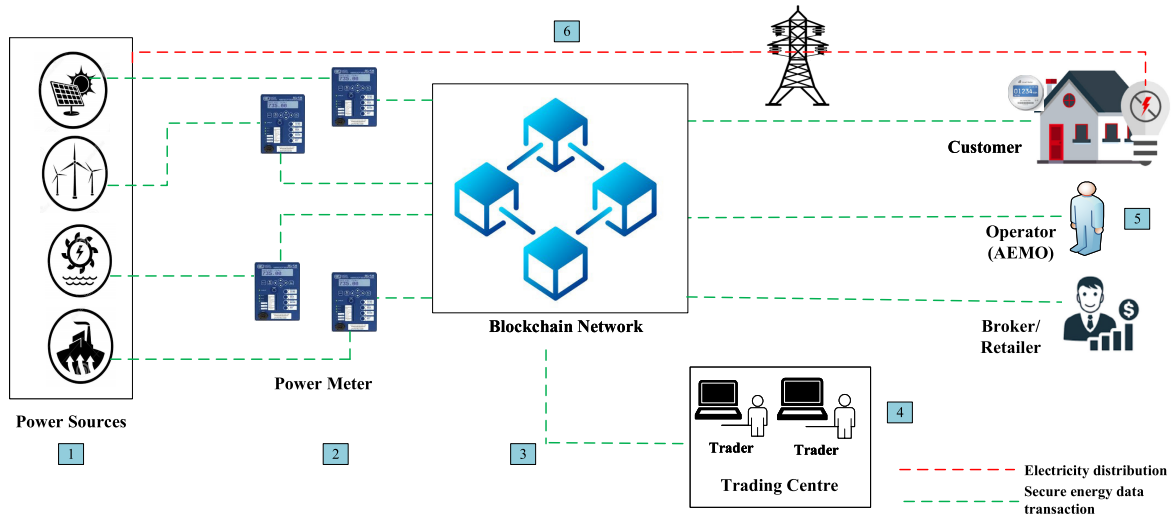 6
01234
Customer
Operator
(AEMO)
5
Blockchain Network
Broker/
Retailer
Power Meter
Power Sources
4
Trader
Trader
1
2
3
Trading Centre
Electricity distribution
Secure energy data
transaction